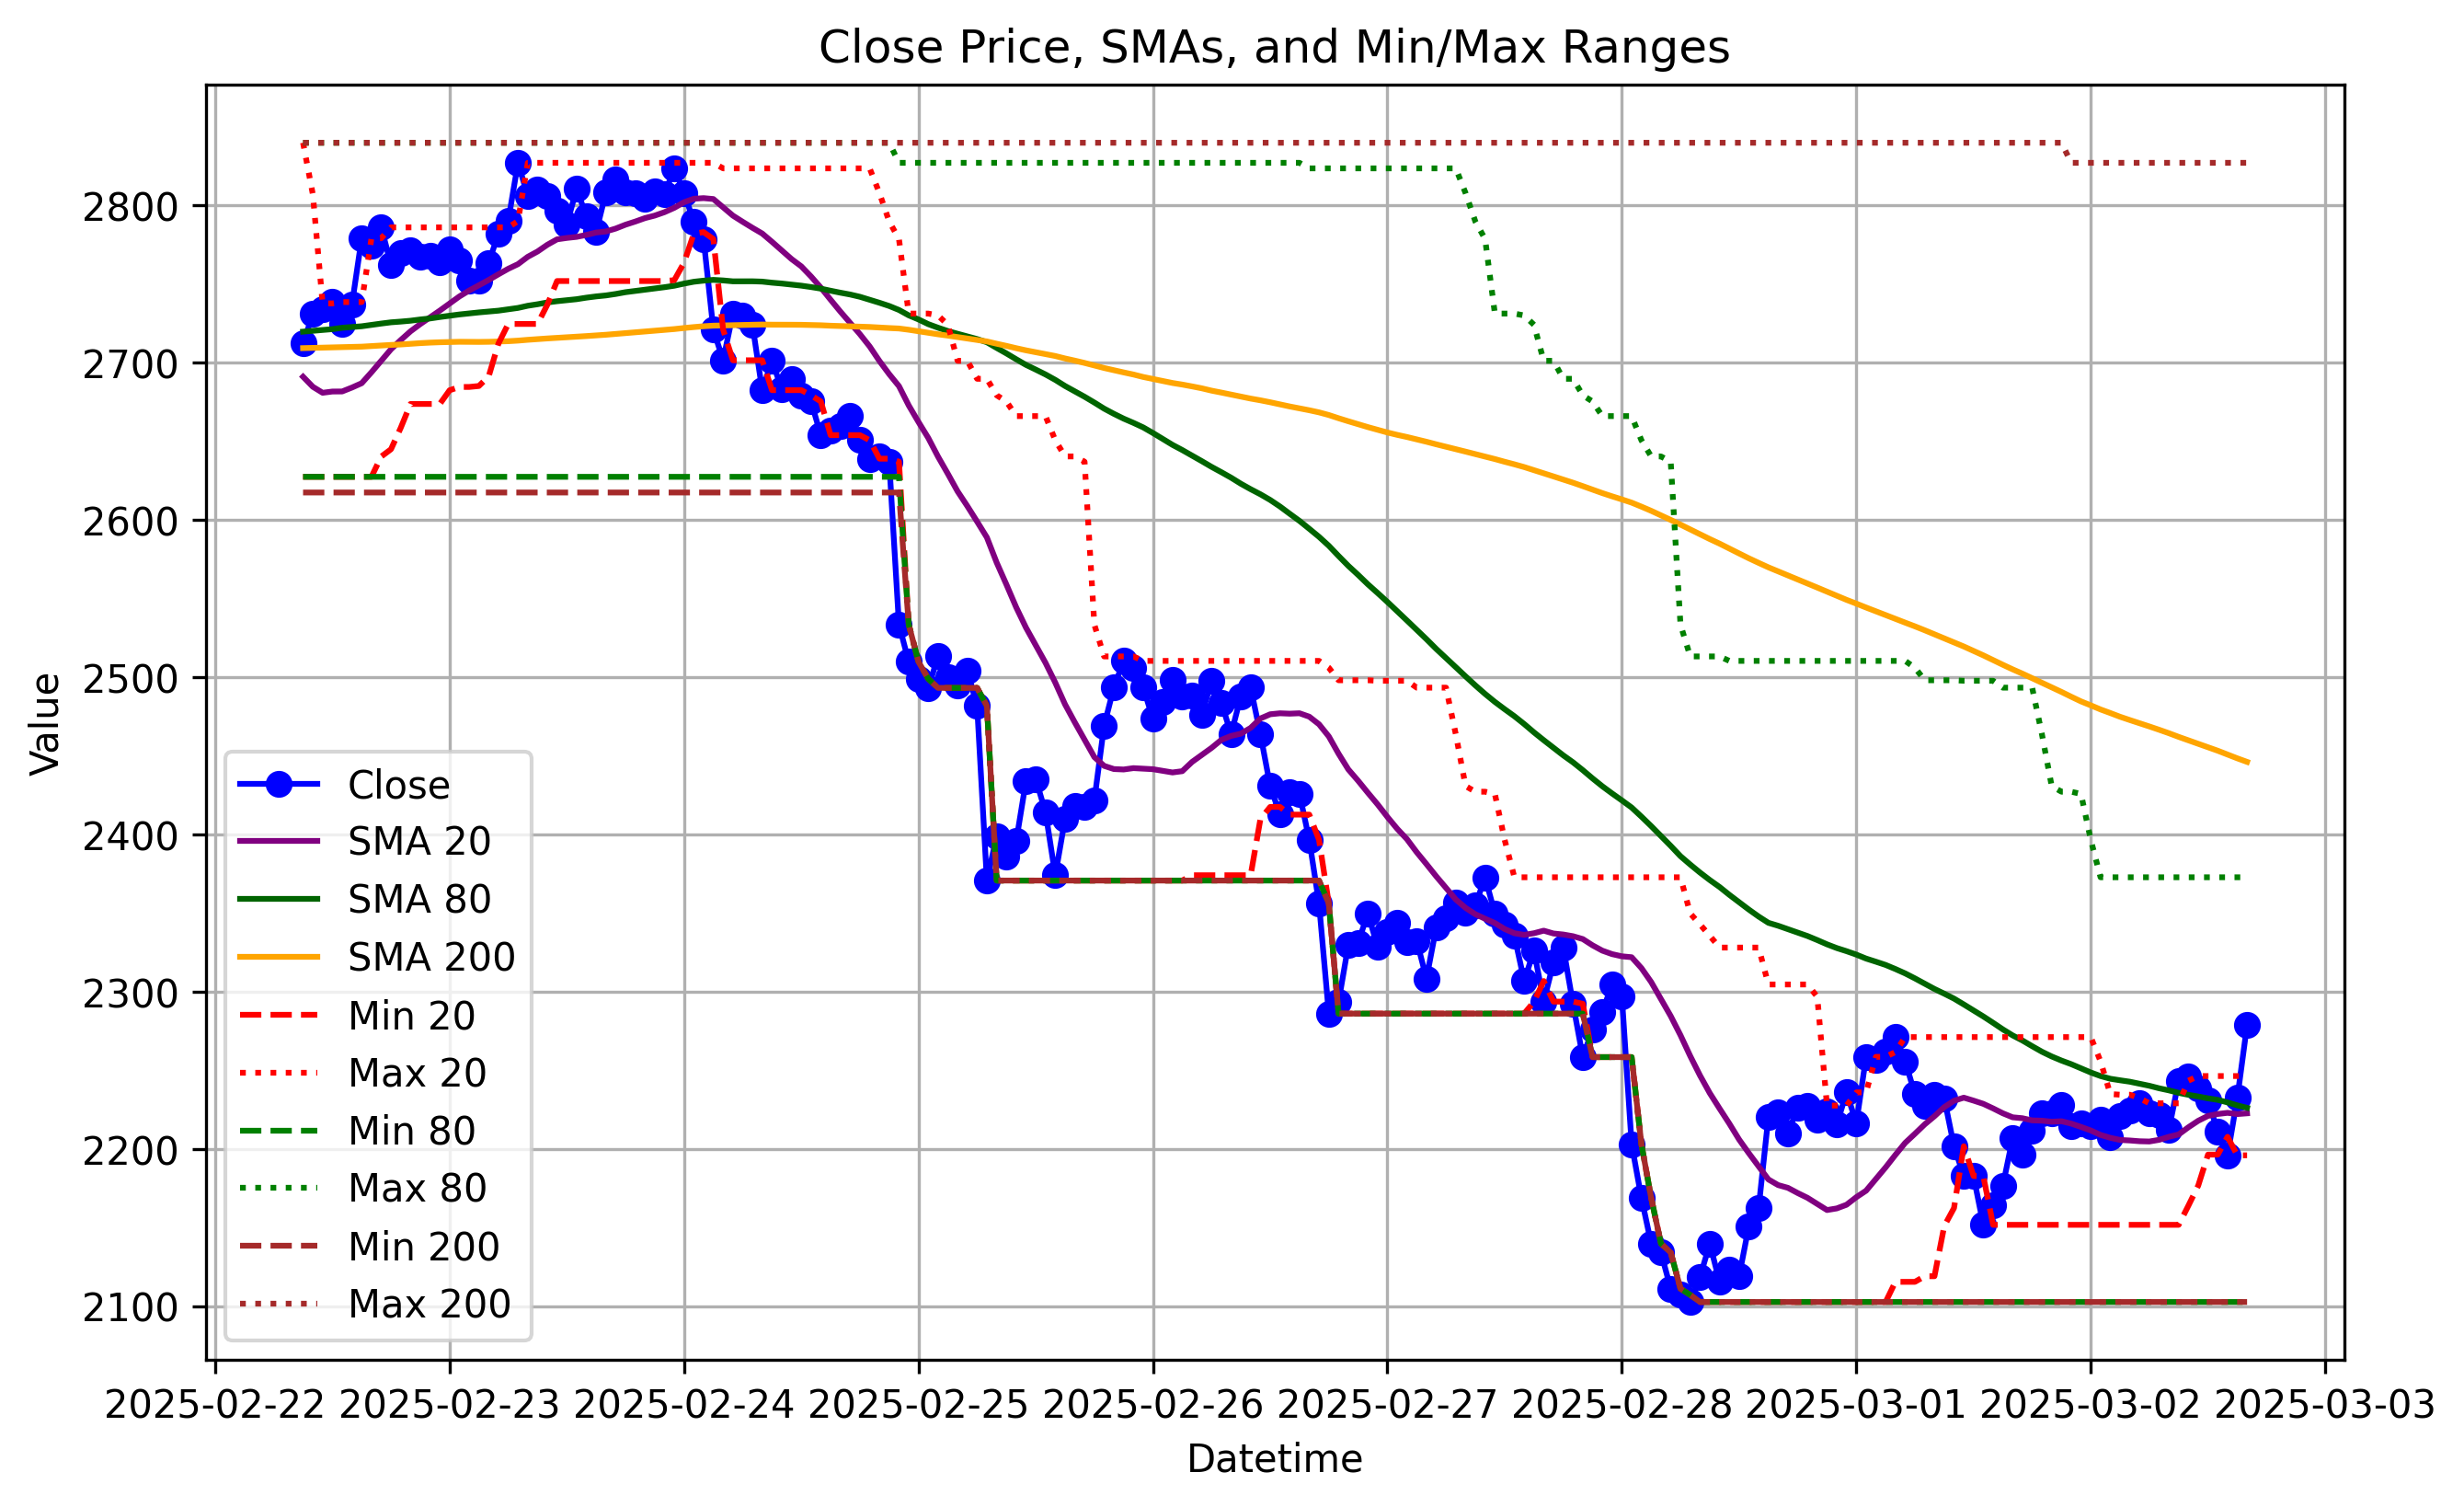 Close Price, SMAs, and Min/Max Ranges
2800
2700
2600
2500
2400
2300
2200
2100
Value
Close
SMA 20
SMA 80
SMA 200
Min 20
Max 20
Min 80
Max 80
Min 200
Max 200
2025-02-22 2025-02-23 2025-02-24 2025-02-25 2025-02-26 2025-02-27 2025-02-28 2025-03-01 2025-03-02 2025-03-03
Datetime